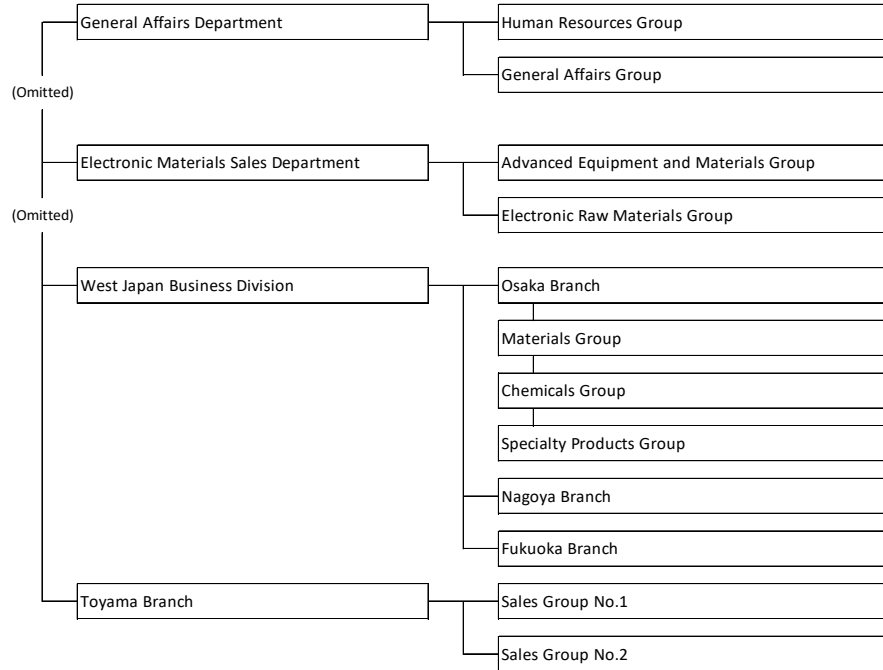 General Affairs Department
Human Resources Group
General Affairs Group
(Omitted)
Electronic Materials Sales Department
Advanced Equipment and Materials Group
(Omitted)
Electronic Raw Materials Group
West Japan Business Division
Osaka Branch
Materials Group
Chemicals Group
Specialty Products Group
Nagoya Branch
Fukuoka Branch
Toyama Branch
Sales Group No.1
Sales Group No.2